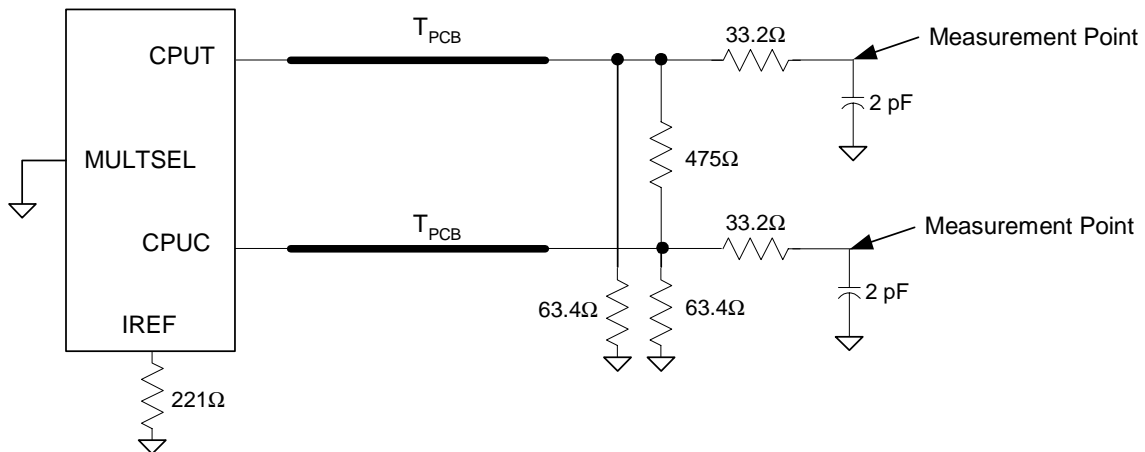 CPUT
T_PCB
33.2Ω
Measurement Point
2 pF
MULTSEL
475Ω
CPUC
T_PCB
33.2Ω
Measurement Point
2 pF
63.4Ω
63.4Ω
IREF
221Ω